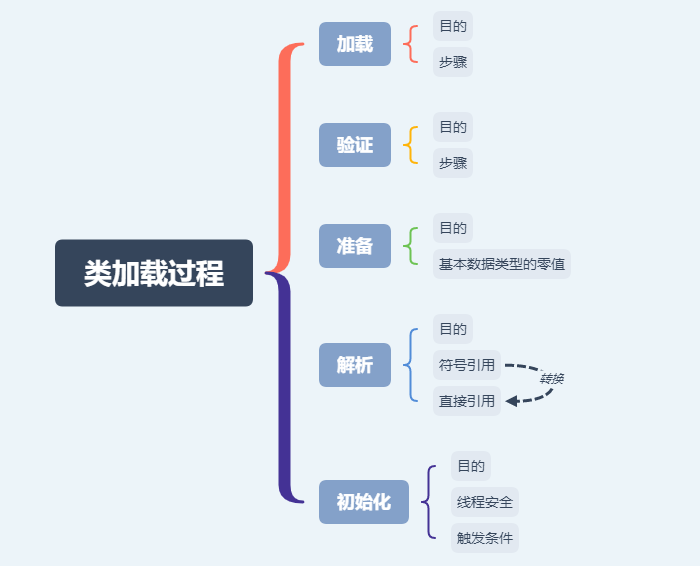 类加载过程
加载
目的
步骤
验证
目的
步骤
准备
目的
基本数据类型的零值
解析
目的
符号引用
转换
直接引用
初始化
目的
线程安全
触发条件